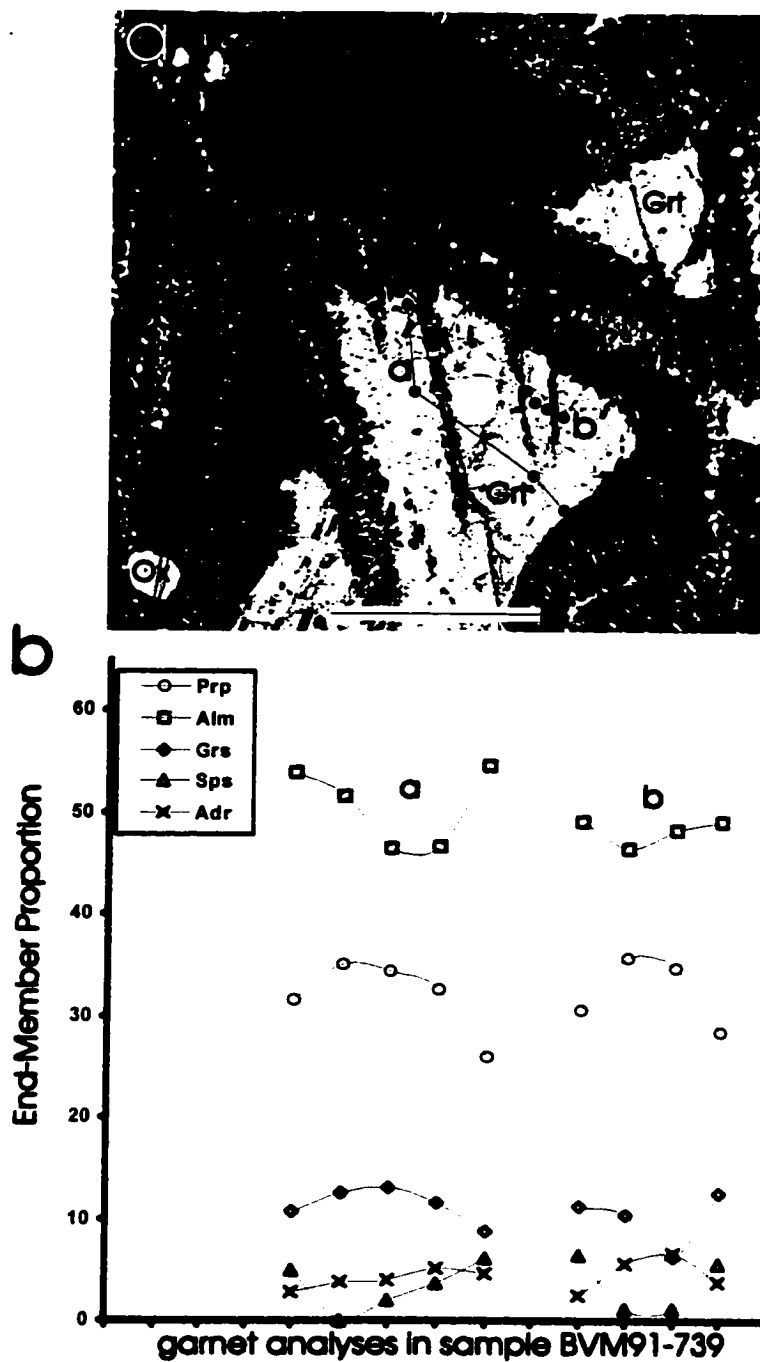 a
Grt
a
b
Grt
b
60
50
40
30
20
10
0
End-Member Proportion
Prp
Alm
Grs
Sps
Adr
a
b
garnet analyses in sample BVM91-739